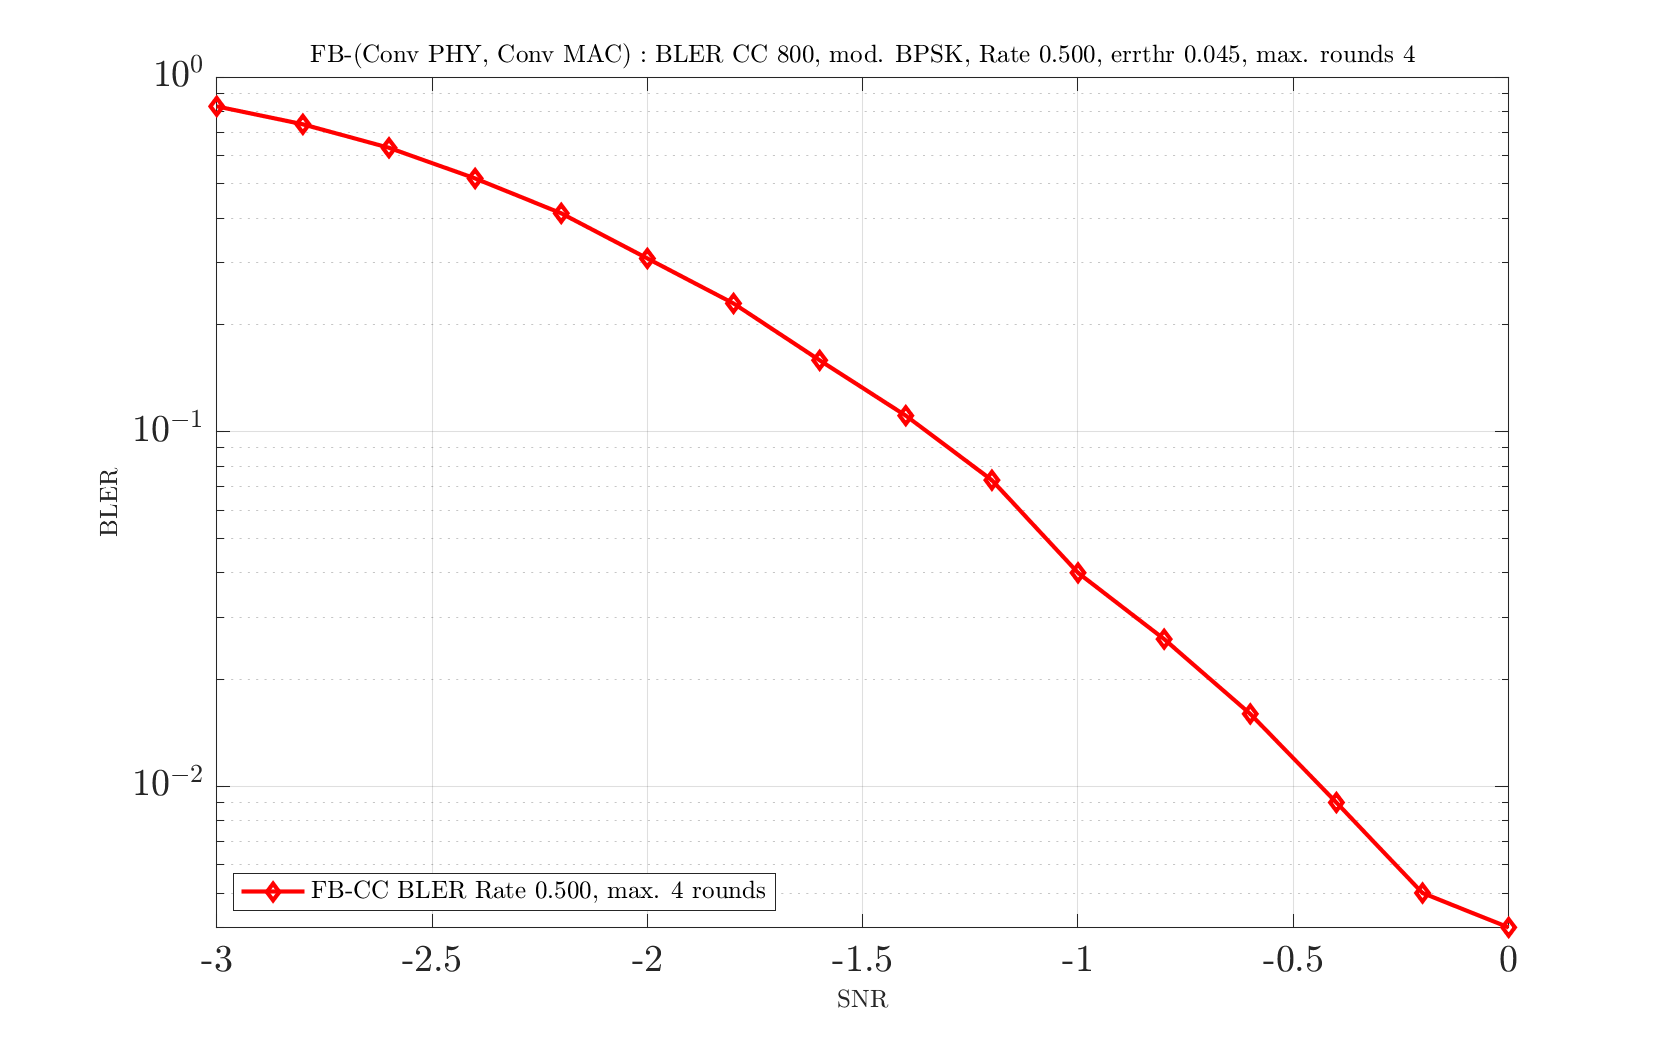 FB-(Conv PHY, Conv MAC) : BLER CC 800, mod. BPSK, Rate 0.500, errthr 0.045, max. rounds 4
10^0
10^{-1}
10^{-2}
BLER
FB-CC BLER Rate 0.500, max. 4 rounds
-3 -2.5 -2 -1.5 -1 -0.5 0
SNR